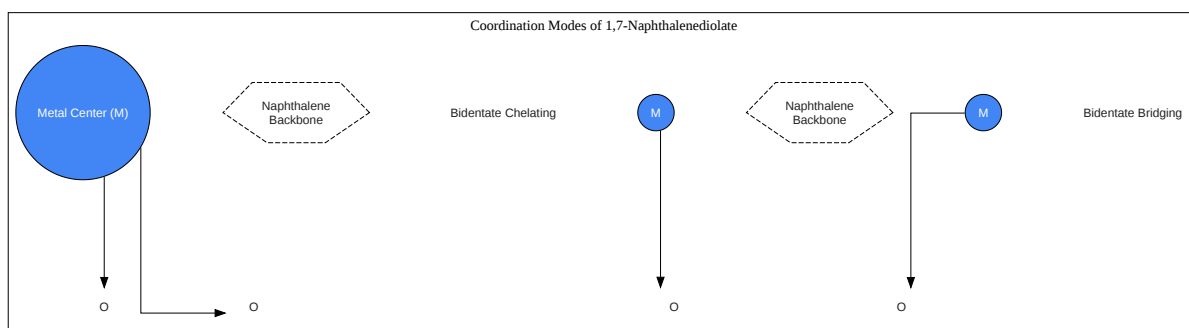 Coordination Modes of 1,7-Naphthalenediolate
Metal Center (M)
Naphthalene
Backbone
Bidentate Chelating
M
Naphthalene
Backbone
M
Bidentate Bridging
O
O
O
O